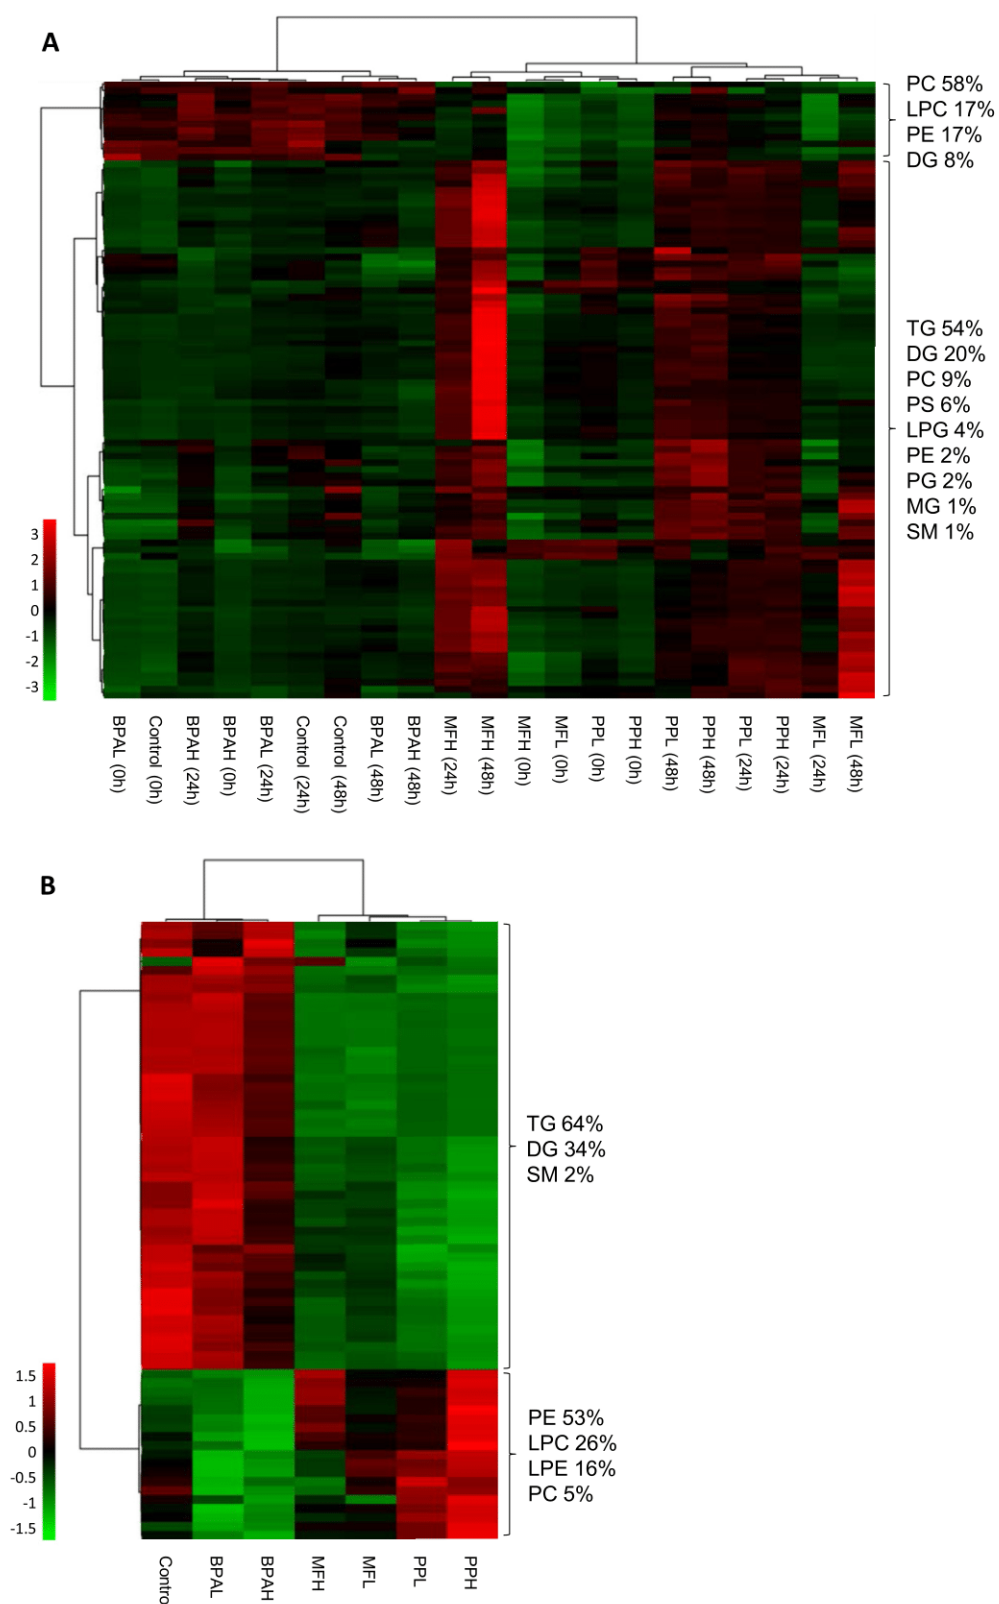 A
PC 58%
LPC 17%
PE 17%
DG 8%
TG 54%
DG 20%
PC 9%
PS 6%
LPG 4%
PE 2%
PG 2%
MG 1%
SM 1%
3
2
1
0
-1
-2
-3
BPAL (0h)
Control (0h)
BPAH (24h)
BPAH (0h)
BPAL (24h)
Control (24h)
Control (48h)
BPAL (48h)
BPAH (48h)
MFH (24h)
MFH (48h)
MFH (0h)
MFL (0h)
PPL (0h)
PPH (0h)
PPL (48h)
PPH (48h)
PPL (24h)
PPH (24h)
MFL (24h)
MFL (48h)
B
TG 64%
DG 34%
SM 2%
1.5
1
0.5
0
-0.5
-1
-1.5
PE 53%
LPC 26%
LPE 16%
PC 5%
Contro
BPAL
BPAH
MFH
MFL
PPL
PPH